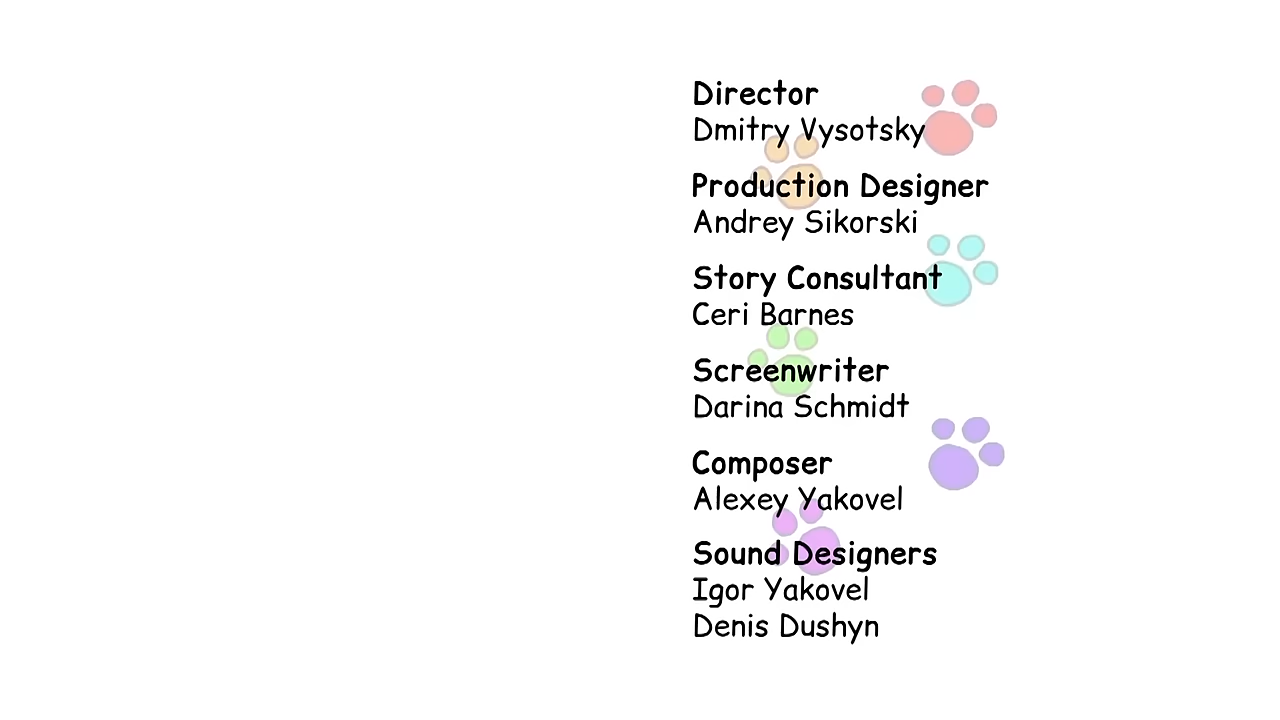 Director
Dmitry Vysotsky
Production Designer
Andrey Sikorski
Story Consultant
Ceri Barnes
Screenwriter
Darina Schmidt
Composer
Alexey Yakovel
Sound Designers
Igor Yakovel
Denis Dushyn